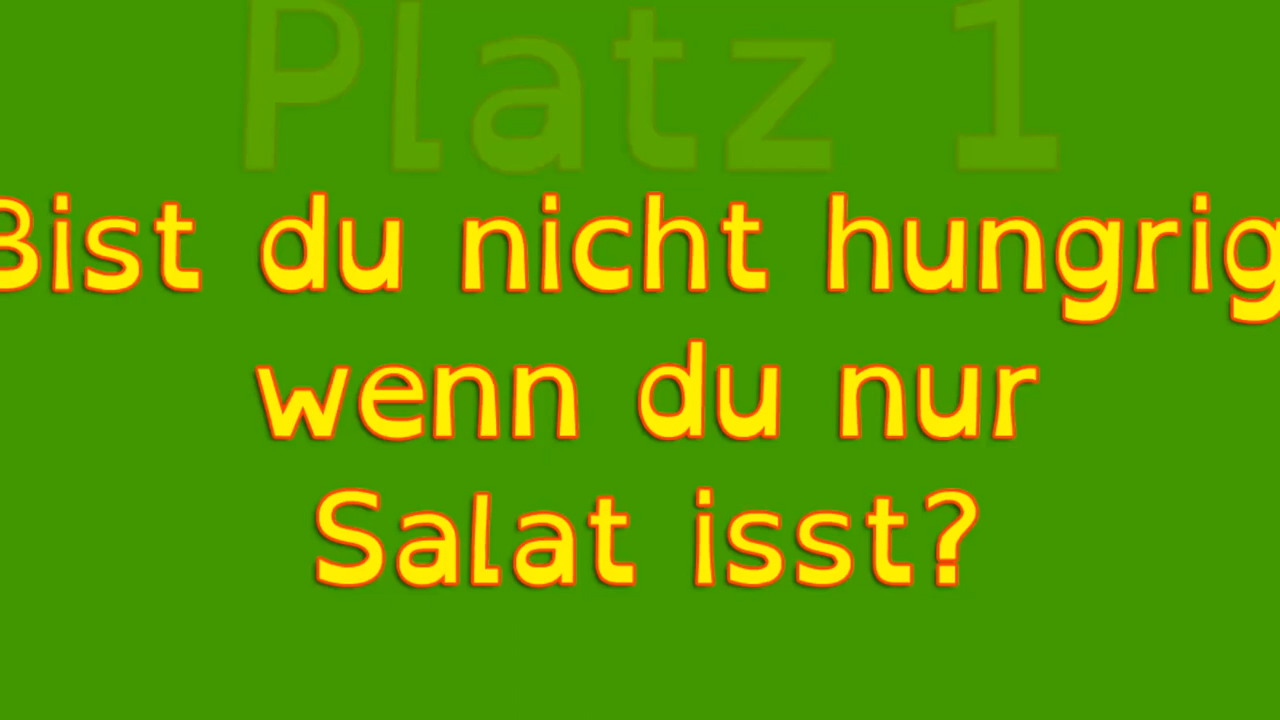 Platz 1
Bist du nicht hungrig
wenn du nur
Salat isst?